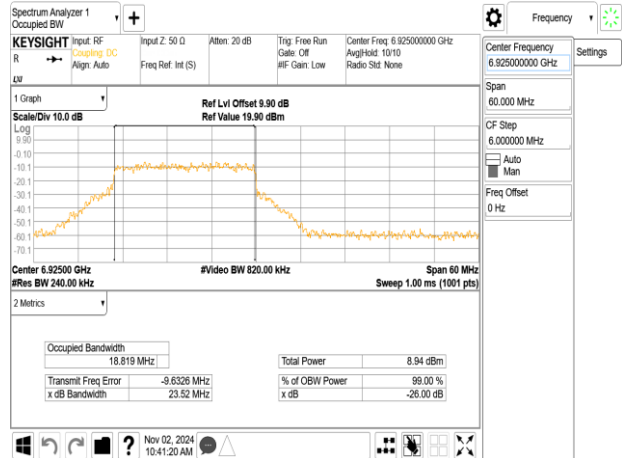 Spectrum Analyzer 1
Occupied BW
Frequency
KEYSIGHT
Input: RF
Coupling: DC
Align: Auto
Input Z: 50 Ω
Freq Ref: Int (S)
Atten: 20 dB
Trig: Free Run
Gate: Off
#IF Gain: Low
Center Freq: 6.925000000 GHz
Avg|Hold: 10/10
Radio Std: None
R
Center Frequency
6.925000000 GHz
Settings
Span
60.000 MHz
CF Step
6.000000 MHz
Auto
Man
Freq Offset
0 Hz
1 Graph
Scale/Div 10.0 dB
Ref Lvl Offset 9.90 dB
Ref Value 19.90 dBm
Log
9.90
-0.10
-10.1
-20.1
-30.1
-40.1
-50.1
-60.1
-70.1
Center 6.92500 GHz
#Res BW 240.00 kHz
#Video BW 820.00 kHz
Span 60 MHz
Sweep 1.00 ms (1001 pts)
2 Metrics
Occupied Bandwidth
18.819 MHz
Transmit Freq Error -9.6326 MHz
x dB Bandwidth 23.52 MHz
Total Power 8.94 dBm
% of OBW Power 99.00 %
x dB -26.00 dB
Nov 02, 2024
10:41:20 AM